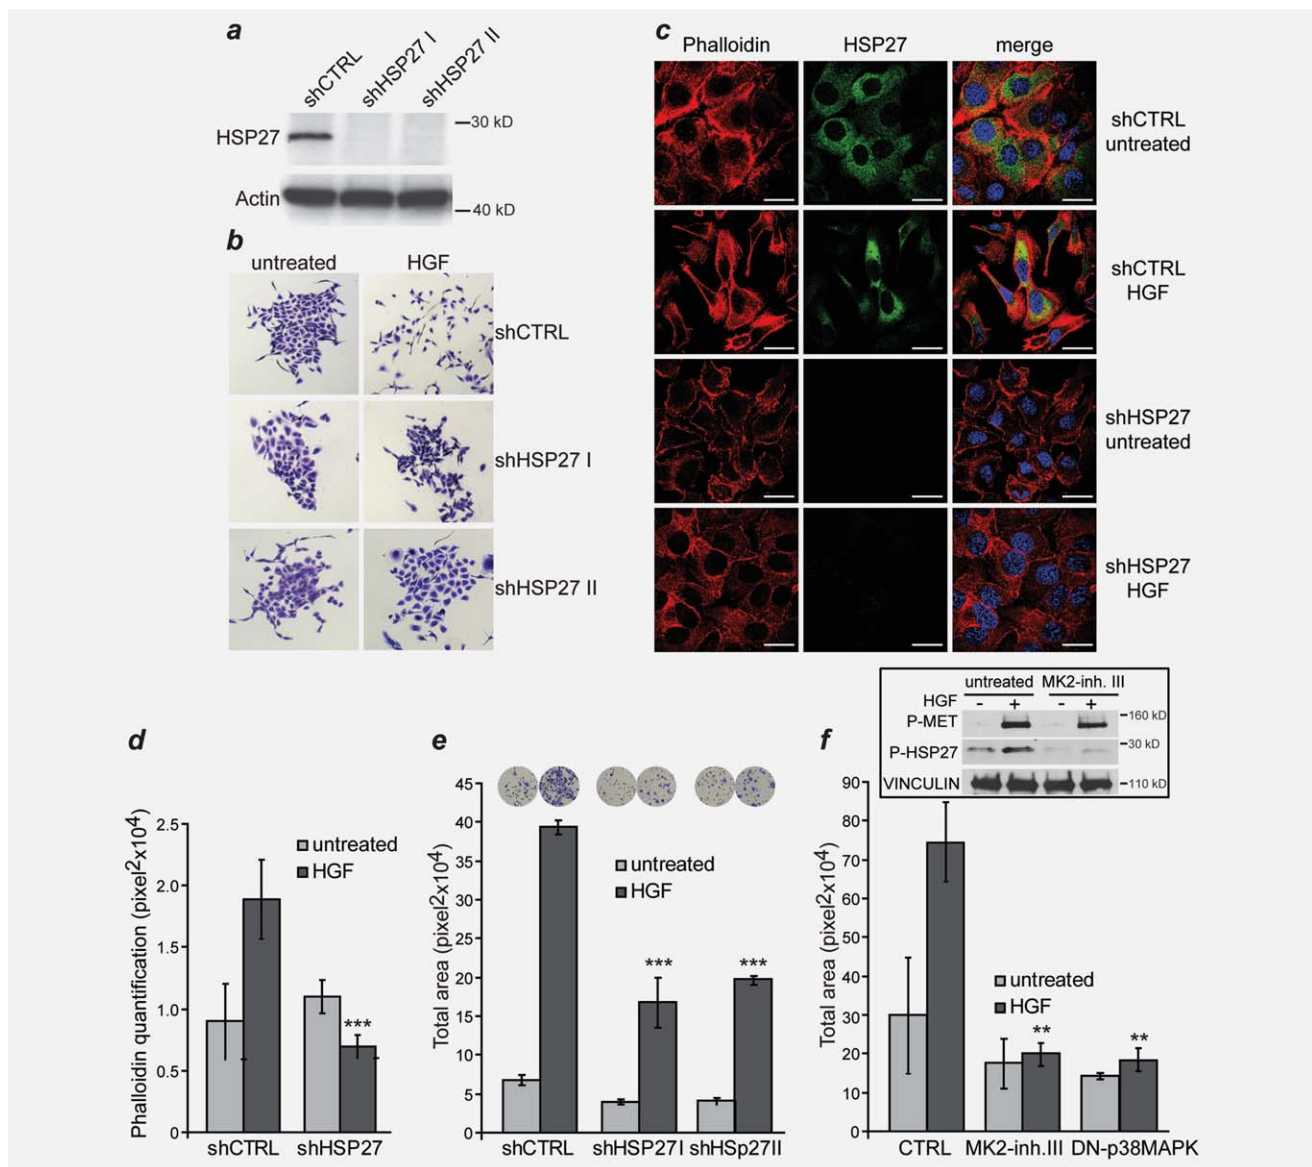 a
shCTRL
shHSP27 I
shHSP27 II
HSP27
30 kD
Actin
40 kD
b
untreated HGF
shCTRL
shHSP27 I
shHSP27 II
c
Phalloidin HSP27 merge
shCTRL
untreated
shCTRL
HGF
shHSP27
untreated
shHSP27
HGF
d
Phalloidin quantification (pixel2x104)
2.5
2.0
1.5
1.0
0.5
0
untreated
HGF
***
shCTRL shHSP27
e
Total area (pixel2x104)
45
40
35
30
25
20
15
10
5
0
untreated
HGF
*** ***
shCTRL shHSP27I shHSp27II
f
untreated MK2-inh. III
HGF - + - +
P-MET 160 kD
P-HSP27 30 kD
VINCULIN 110 kD
Total area (pixel2x104)
90
80
70
60
50
40
30
20
10
0
untreated
HGF
** **
CTRL MK2-inh.III DN-p38MAPK